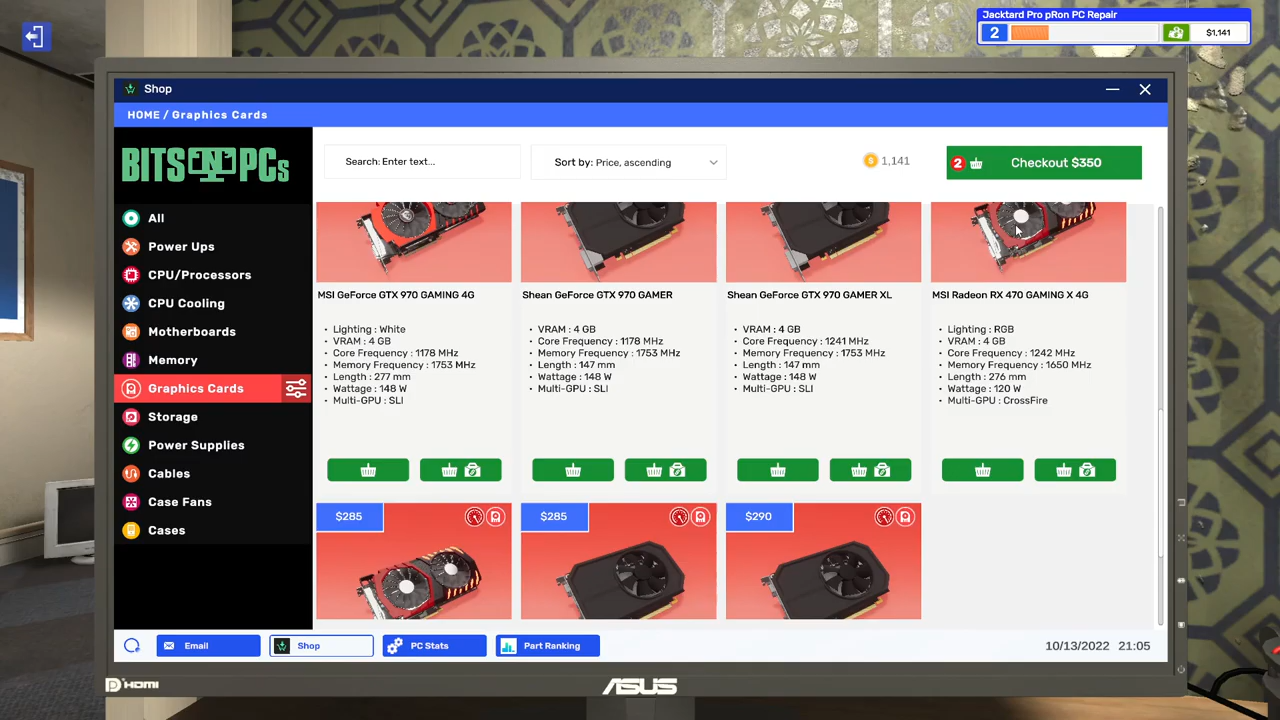 Jacktard Pro pRon PC Repair
2
$1,141
Shop
HOME / Graphics Cards
BITS N PCs
Search: Enter text...
Sort by: Price, ascending
1,141
2
Checkout $350
All
Power Ups
CPU/Processors
CPU Cooling
Motherboards
Memory
Graphics Cards
Storage
Power Supplies
Cables
Case Fans
Cases
MSI GeForce GTX 970 GAMING 4G
• Lighting : White
• VRAM : 4 GB
• Core Frequency : 1178 MHz
• Memory Frequency : 1753 MHz
• Length : 277 mm
• Wattage : 148 W
• Multi-GPU : SLI
Shean GeForce GTX 970 GAMER
• VRAM : 4 GB
• Core Frequency : 1178 MHz
• Memory Frequency : 1753 MHz
• Length : 147 mm
• Wattage : 148 W
• Multi-GPU : SLI
Shean GeForce GTX 970 GAMER XL
• VRAM : 4 GB
• Core Frequency : 1241 MHz
• Memory Frequency : 1753 MHz
• Length : 147 mm
• Wattage : 148 W
• Multi-GPU : SLI
MSI Radeon RX 470 GAMING X 4G
• Lighting : RGB
• VRAM : 4 GB
• Core Frequency : 1242 MHz
• Memory Frequency : 1650 MHz
• Length : 276 mm
• Wattage : 120 W
• Multi-GPU : CrossFire
$285
$285
$290
Email
Shop
PC Stats
Part Ranking
10/13/2022 21:05
HDMI
ASUS